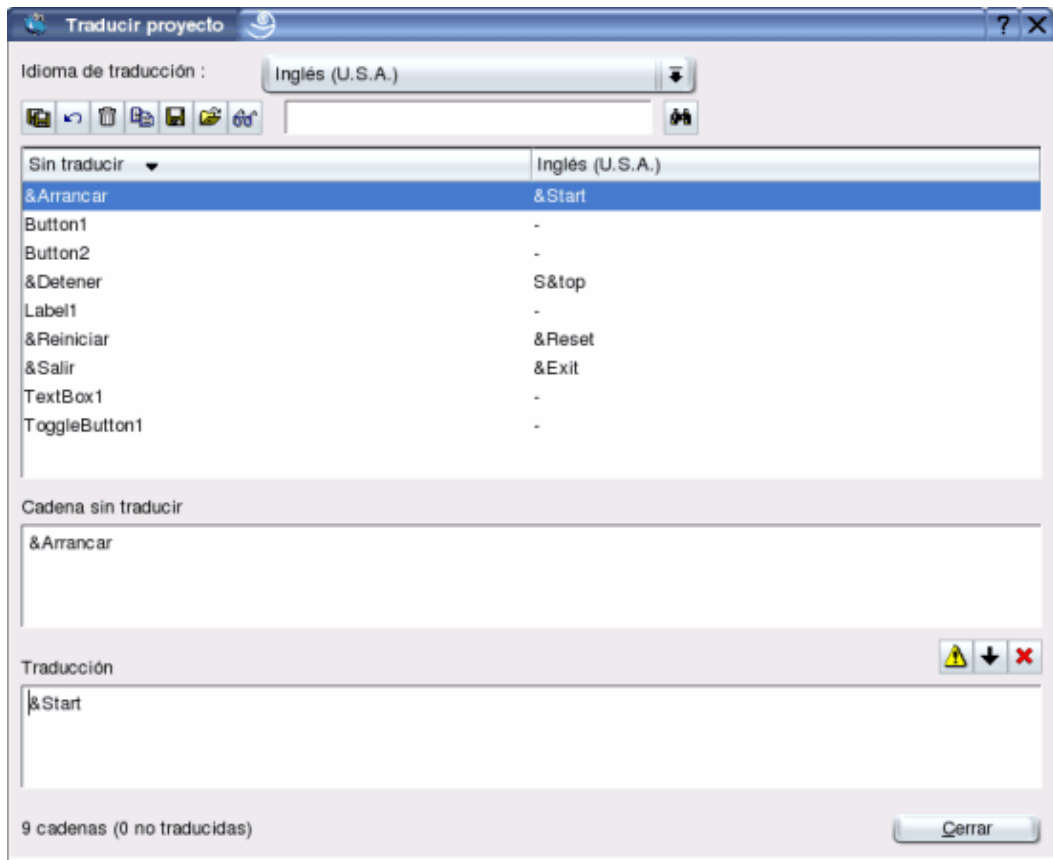 Traducir proyecto
Idioma de traducción : Inglés (U.S.A.)
Sin traducir Inglés (U.S.A.)
&Arrancar &Start
Button1 -
Button2 -
&Detener S&top
Label1 -
&Reiniciar &Reset
&Salir &Exit
TextBox1 -
ToggleButton1 -
Cadena sin traducir
&Arrancar
Traducción
&Start
9 cadenas (0 no traducidas) Cerrar